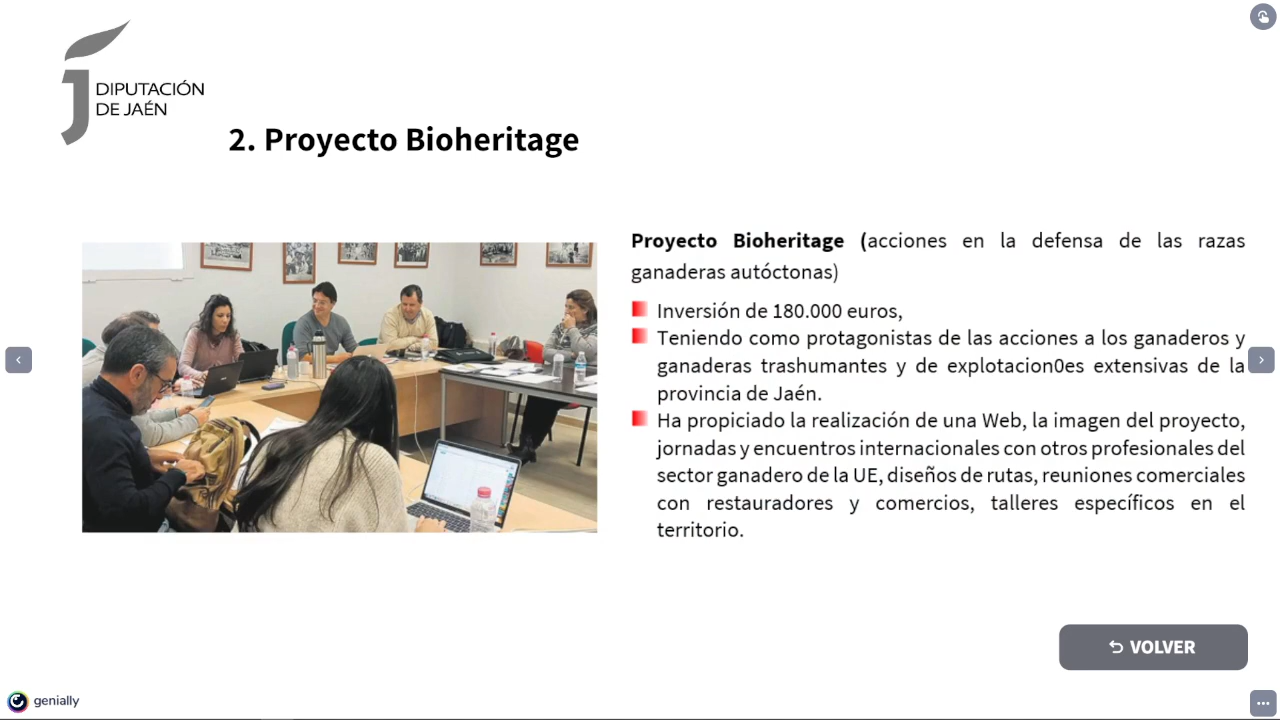 DIPUTACIÓN
DE JAÉN
2. Proyecto Bioheritage
Proyecto Bioheritage (acciones en la defensa de las razas
ganaderas autóctonas)
Inversión de 180.000 euros,
Teniendo como protagonistas de las acciones a los ganaderos y
ganaderas trashumantes y de explotacion0es extensivas de la
provincia de Jaén.
Ha propiciado la realización de una Web, la imagen del proyecto,
jornadas y encuentros internacionales con otros profesionales del
sector ganadero de la UE, diseños de rutas, reuniones comerciales
con restauradores y comercios, talleres específicos en el
territorio.
VOLVER
genially